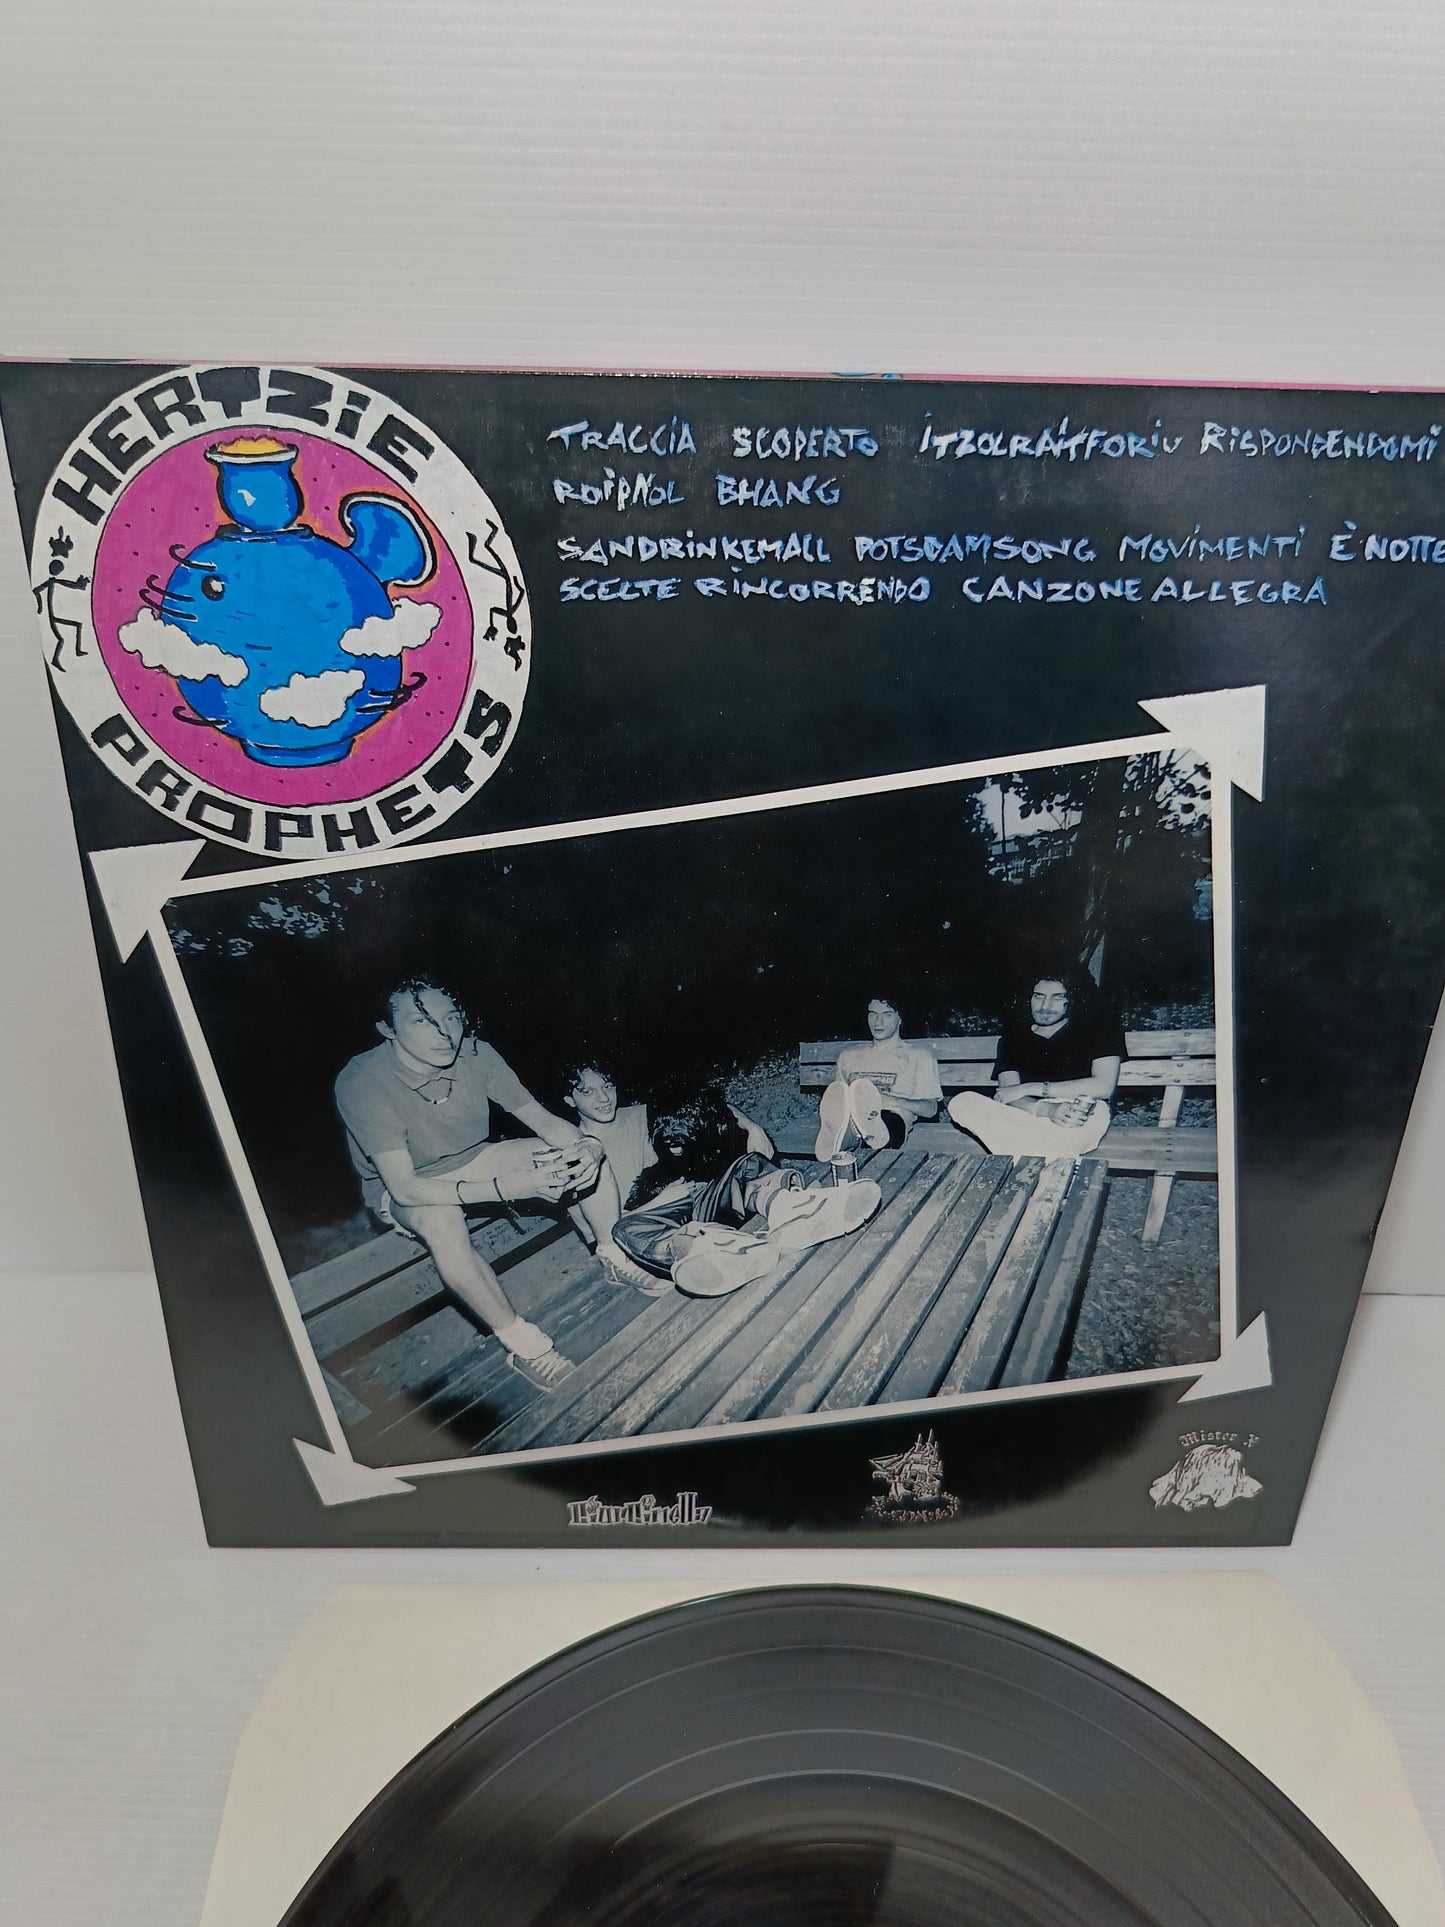 HERTZiE
PROPHETS
TRACCIA SCOPERTO iTZOLRAITFORiU RiSPONDENDOMi
ROiPNOL BHANG
SANDRiNKEMALL POTSDAMSONG MOViMENTi È NOTTE
SCELTE RiNCORRENDO CANZONE ALLEGRA
Mister X